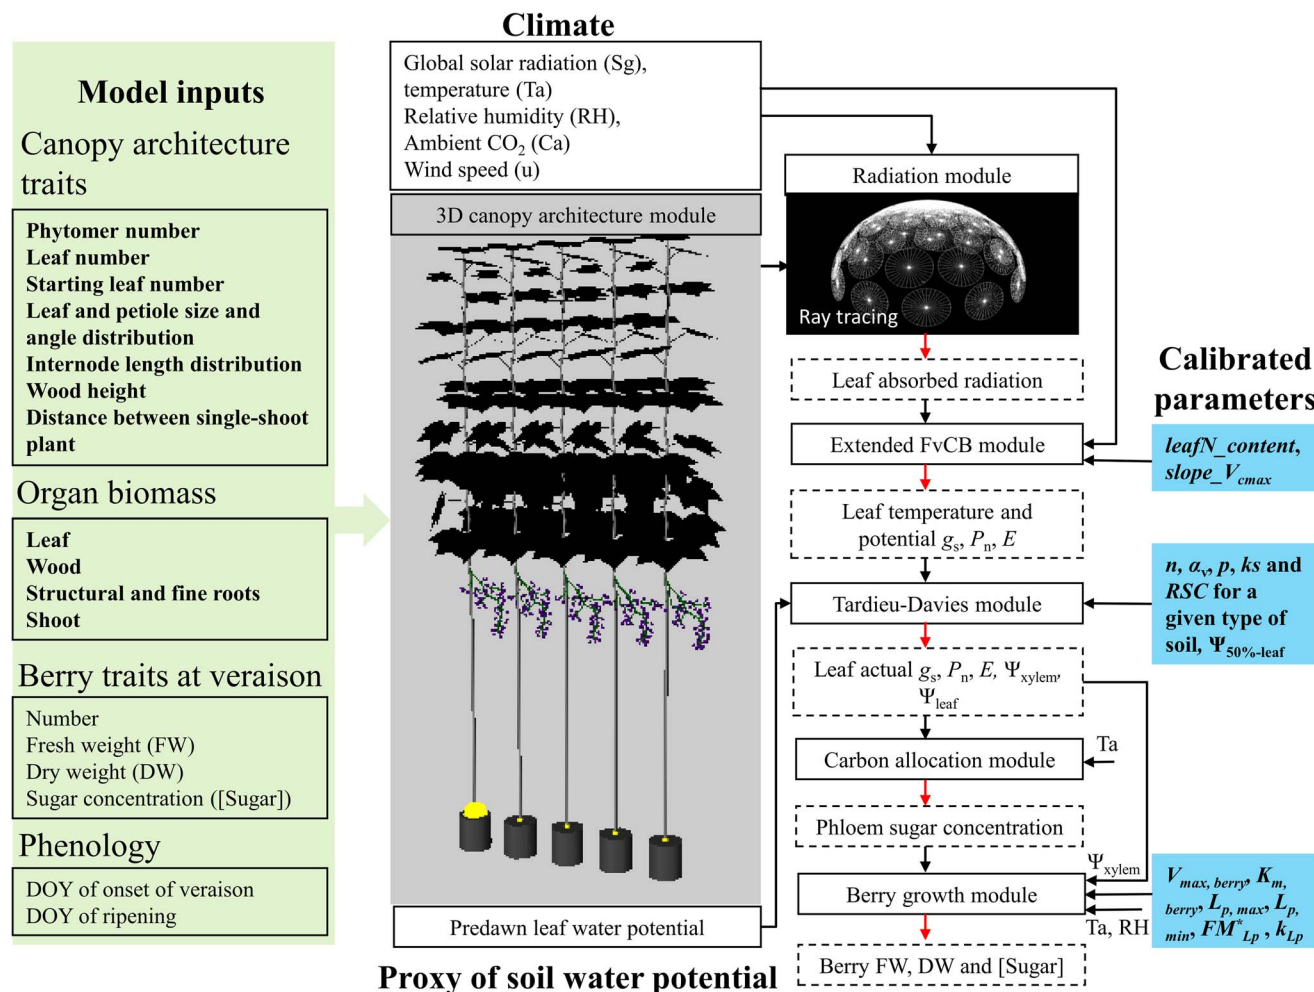 Model inputs
Canopy architecture
traits
Phytomer number
Leaf number
Starting leaf number
Leaf and petiole size and
angle distribution
Internode length distribution
Wood height
Distance between single-shoot
plant
Organ biomass
Leaf
Wood
Structural and fine roots
Shoot
Berry traits at veraison
Number
Fresh weight (FW)
Dry weight (DW)
Sugar concentration ([Sugar])
Phenology
DOY of onset of veraison
DOY of ripening
Climate
Global solar radiation (Sg),
temperature (Ta)
Relative humidity (RH),
Ambient CO₂ (Ca)
Wind speed (u)
3D canopy architecture module
Predawn leaf water potential
Proxy of soil water potential
Radiation module
Ray tracing
Leaf absorbed radiation
Extended FvCB module
Leaf temperature and
potential gₛ, Pₙ, E
Tardieu-Davies module
Leaf actual gₛ, Pₙ, E, Ψxylem,
Ψleaf
Carbon allocation module
Ta
Phloem sugar concentration
Ψxylem
Berry growth module
Ta, RH
Berry FW, DW and [Sugar]
Calibrated
parameters
leafN_content,
slope_Vcmax
n, αv, p, ks and
RSC for a
given type of
soil, Ψ50%-leaf
Vmax, berry, Km,
berry, Lp, max, Lp,
min, FM*Lp , kLp